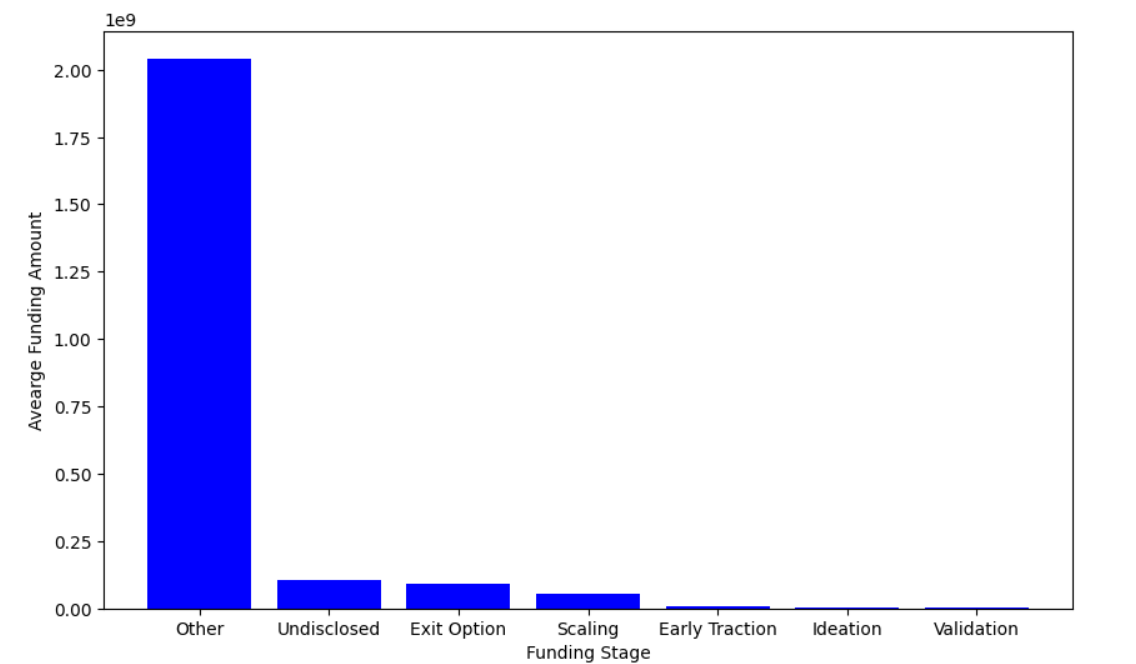 1e9
2.00
1.75
1.50
1.25
1.00
0.75
0.50
0.25
0.00
Avearge Funding Amount
Other Undisclosed Exit Option Scaling Early Traction Ideation Validation
Funding Stage